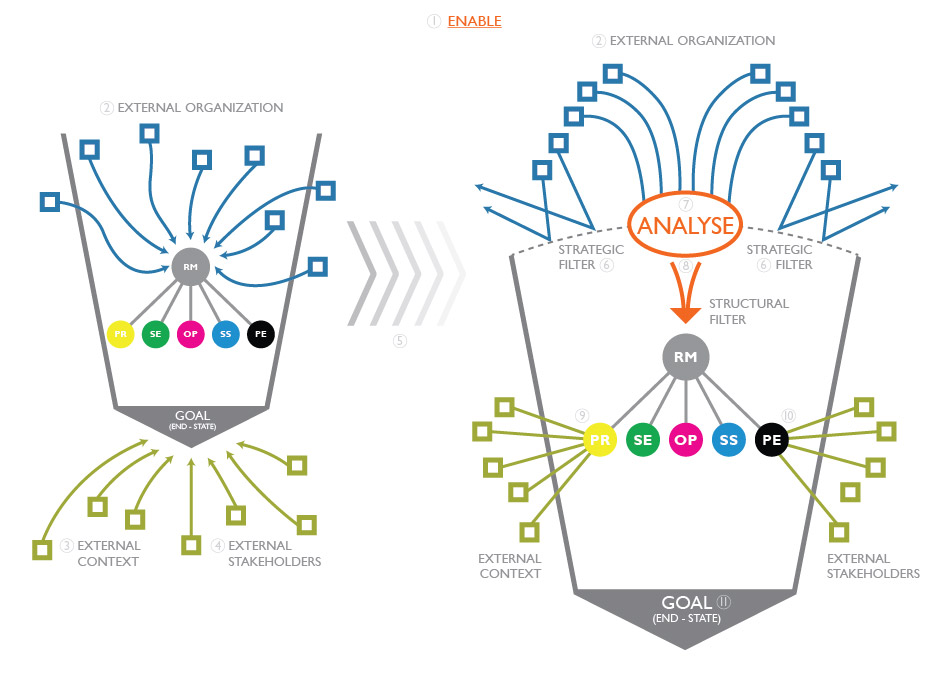 ① ENABLE
② EXTERNAL ORGANIZATION
RM
PR SE OP SS PE
GOAL
(END - STATE)
③ EXTERNAL
CONTEXT
④ EXTERNAL
STAKEHOLDERS
⑤
② EXTERNAL ORGANIZATION
⑦
ANALYSE
⑧
STRATEGIC
FILTER ⑥
STRATEGIC
⑥ FILTER
STRUCTURAL
FILTER
RM
⑨
⑩
PR SE OP SS PE
EXTERNAL
CONTEXT
EXTERNAL
STAKEHOLDERS
GOAL ⑪
(END - STATE)